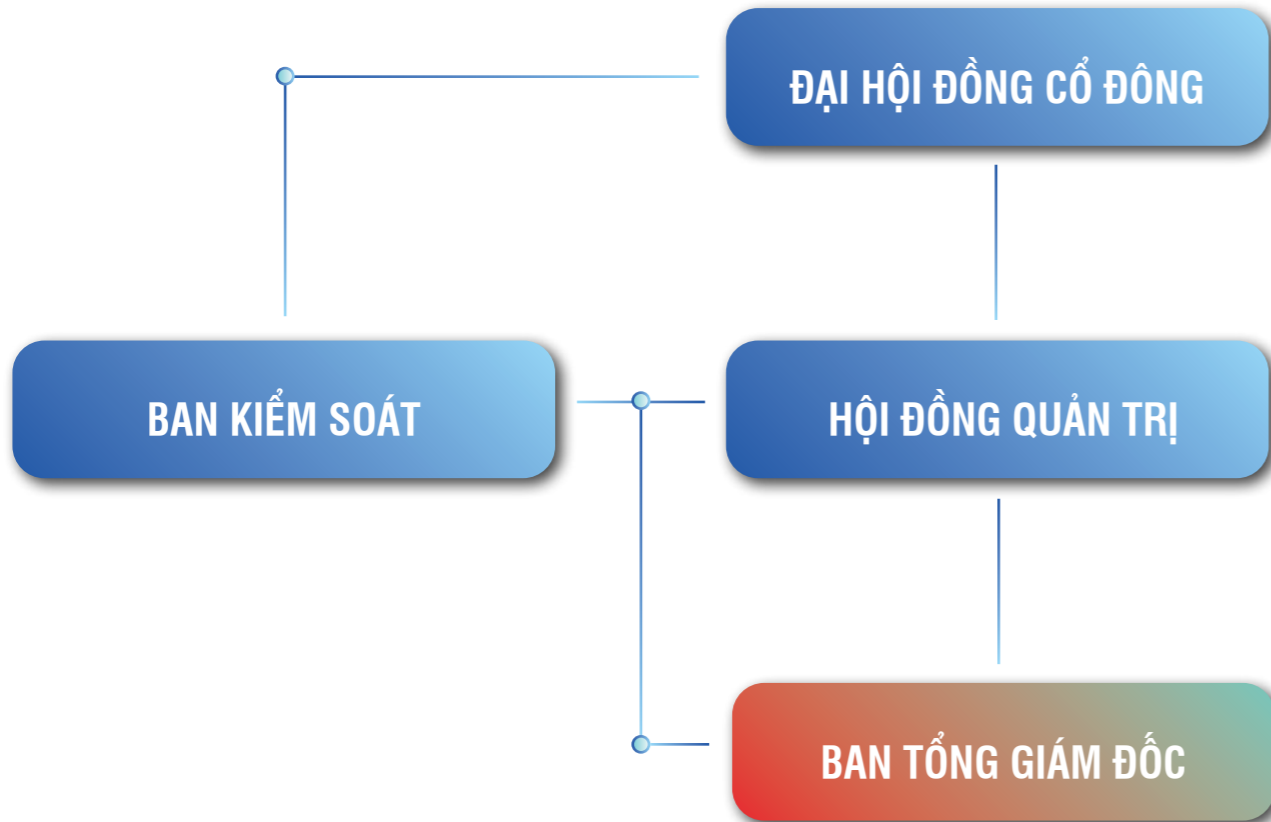 ĐẠI HỘI ĐỒNG CỔ ĐÔNG
BAN KIỂM SOÁT
HỘI ĐỒNG QUẢN TRỊ
BAN TỔNG GIÁM ĐỐC